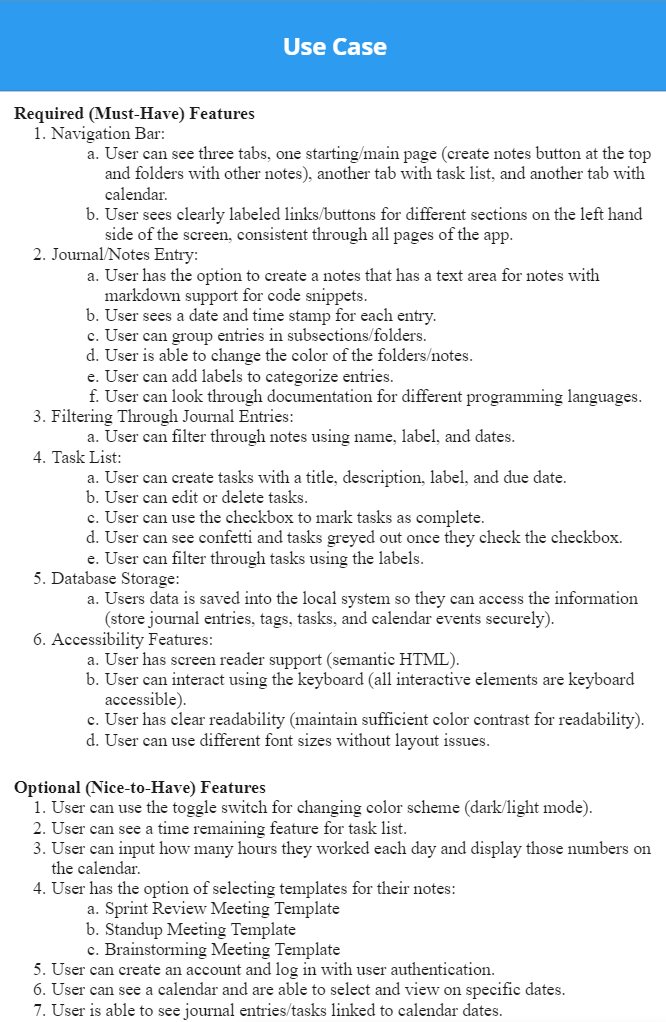 Use Case
Required (Must-Have) Features
1. Navigation Bar:
a. User can see three tabs, one starting/main page (create notes button at the top
and folders with other notes), another tab with task list, and another tab with
calendar.
b. User sees clearly labeled links/buttons for different sections on the left hand
side of the screen, consistent through all pages of the app.
2. Journal/Notes Entry:
a. User has the option to create a notes that has a text area for notes with
markdown support for code snippets.
b. User sees a date and time stamp for each entry.
c. User can group entries in subsections/folders.
d. User is able to change the color of the folders/notes.
e. User can add labels to categorize entries.
f. User can look through documentation for different programming languages.
3. Filtering Through Journal Entries:
a. User can filter through notes using name, label, and dates.
4. Task List:
a. User can create tasks with a title, description, label, and due date.
b. User can edit or delete tasks.
c. User can use the checkbox to mark tasks as complete.
d. User can see confetti and tasks greyed out once they check the checkbox.
e. User can filter through tasks using the labels.
5. Database Storage:
a. Users data is saved into the local system so they can access the information
(store journal entries, tags, tasks, and calendar events securely).
6. Accessibility Features:
a. User has screen reader support (semantic HTML).
b. User can interact using the keyboard (all interactive elements are keyboard
accessible).
c. User has clear readability (maintain sufficient color contrast for readability).
d. User can use different font sizes without layout issues.
Optional (Nice-to-Have) Features
1. User can use the toggle switch for changing color scheme (dark/light mode).
2. User can see a time remaining feature for task list.
3. User can input how many hours they worked each day and display those numbers on
the calendar.
4. User has the option of selecting templates for their notes:
a. Sprint Review Meeting Template
b. Standup Meeting Template
c. Brainstorming Meeting Template
5. User can create an account and log in with user authentication.
6. User can see a calendar and are able to select and view on specific dates.
7. User is able to see journal entries/tasks linked to calendar dates.